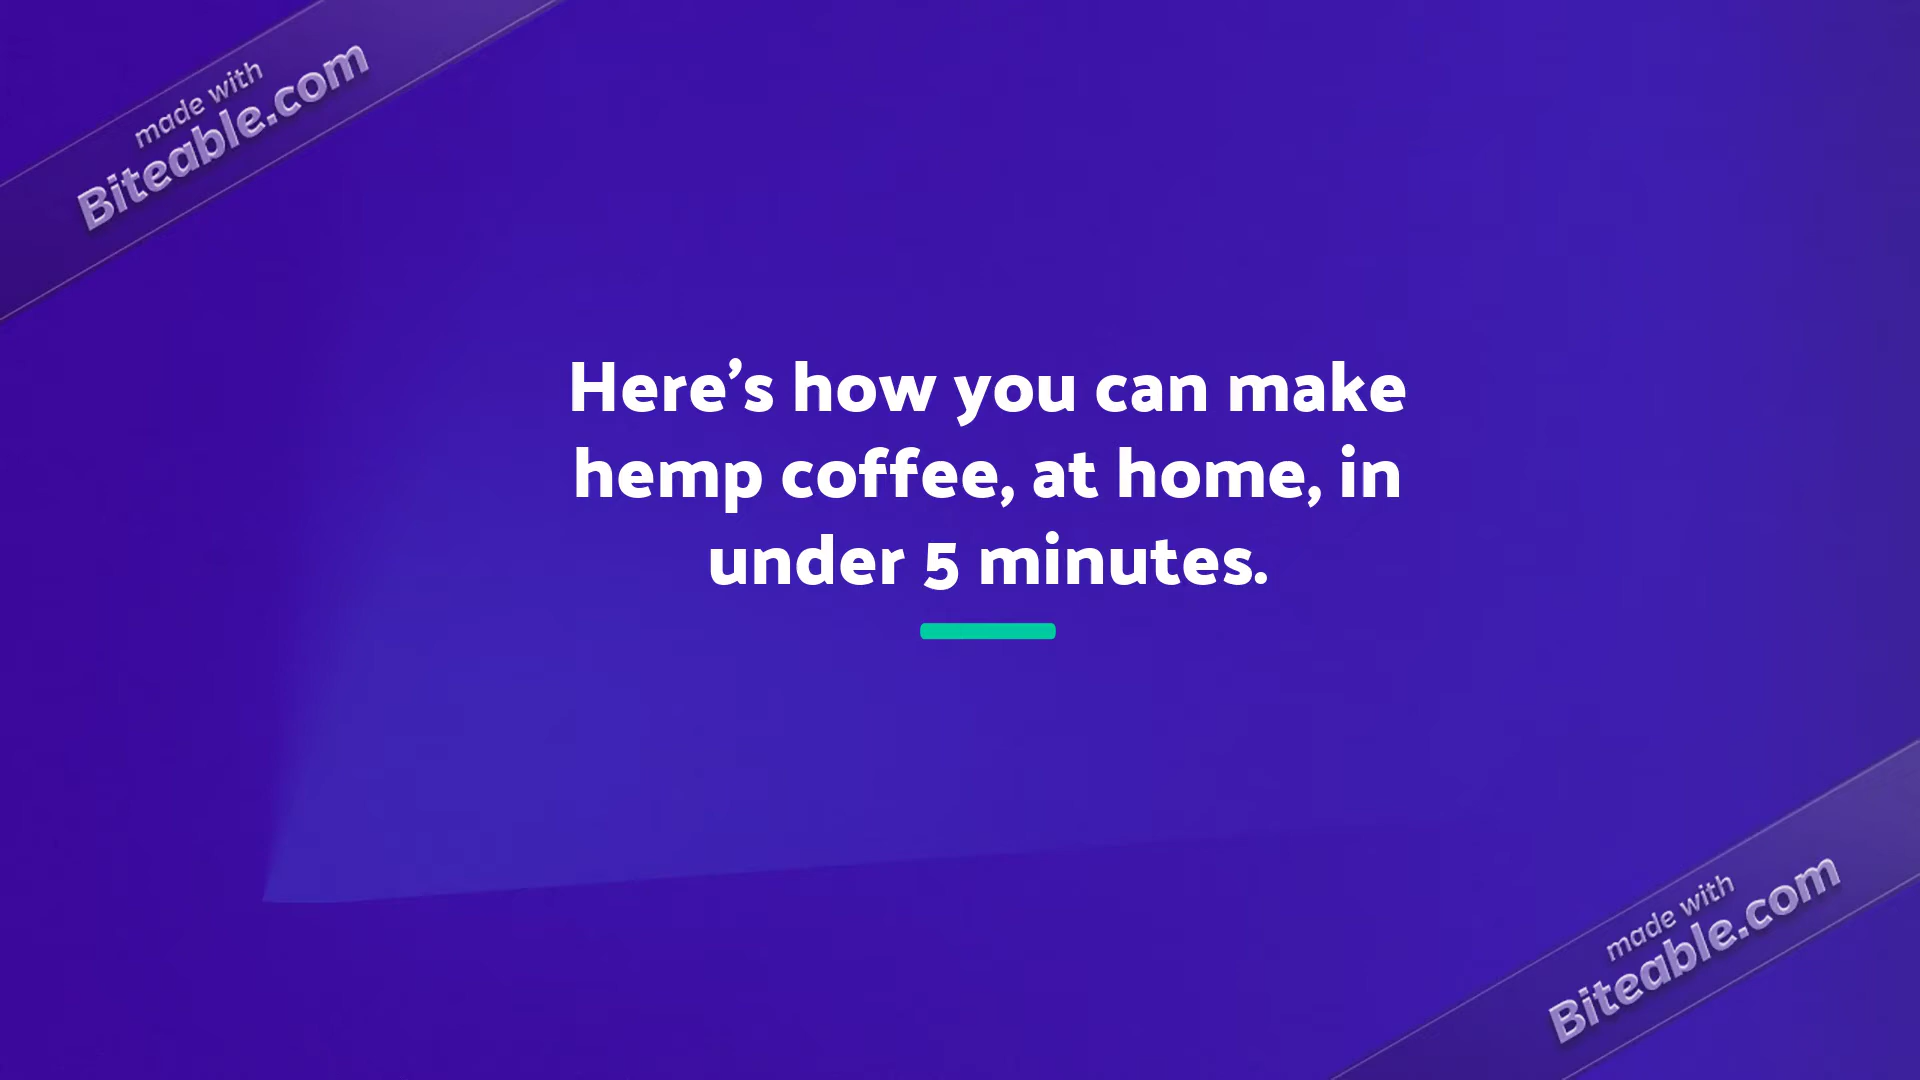 made with
Biteable.com
Here’s how you can make
hemp coffee, at home, in
under 5 minutes.
made with
Biteable.com